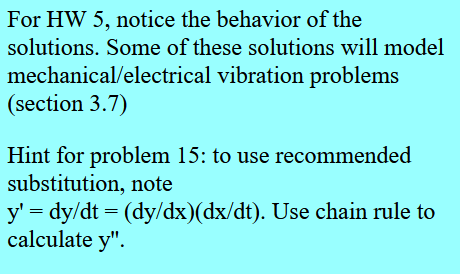 For HW 5, notice the behavior of the
solutions. Some of these solutions will model
mechanical/electrical vibration problems
(section 3.7)
Hint for problem 15: to use recommended
substitution, note
y' = dy/dt = (dy/dx)(dx/dt). Use chain rule to
calculate y".